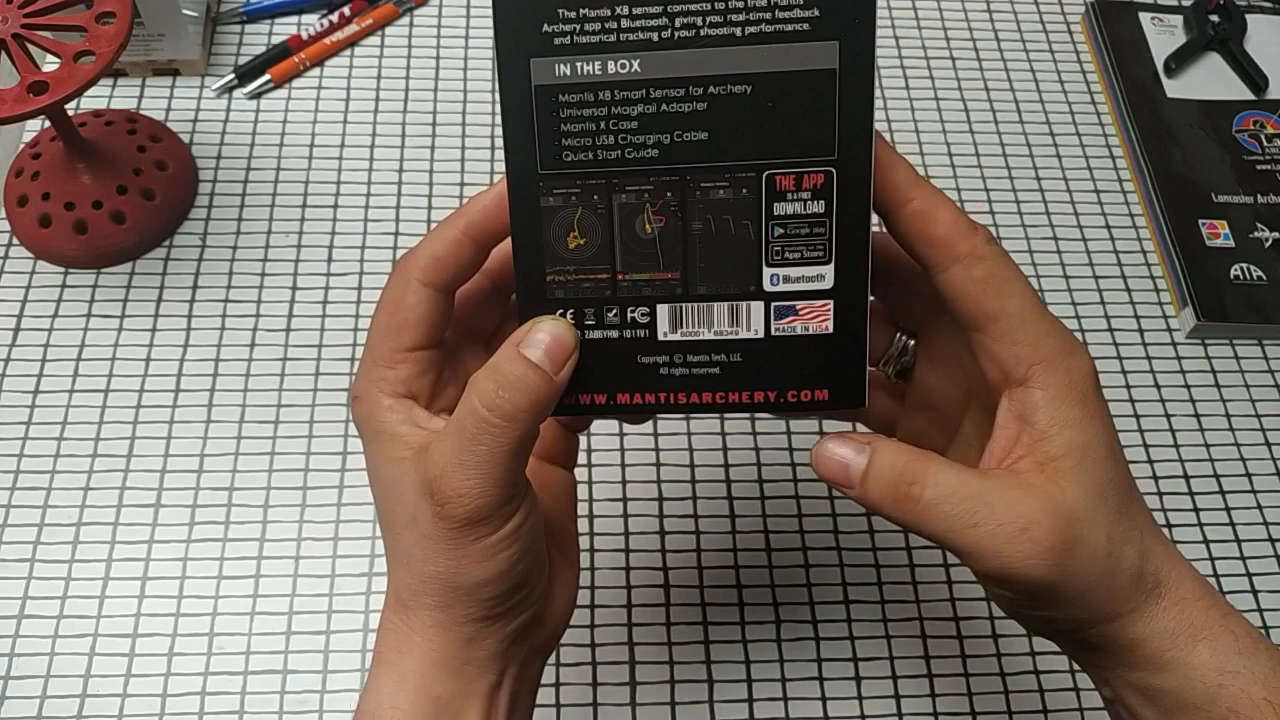 The Mantis X8 sensor connects to the free Mantis
Archery app via Bluetooth, giving you real-time feedback
and historical tracking of your shooting performance.
IN THE BOX
- Mantis X8 Smart Sensor for Archery
- Universal MagRail Adapter
- Mantis X Case
- Micro USB Charging Cable
- Quick Start Guide
THE APP
IS A FREE
DOWNLOAD
Google play
App Store
Bluetooth
CE FC
MADE IN USA
Copyright © Mantis Tech, LLC.
All rights reserved.
WWW.MANTISARCHERY.COM
HOYT
Lancaster
ATA